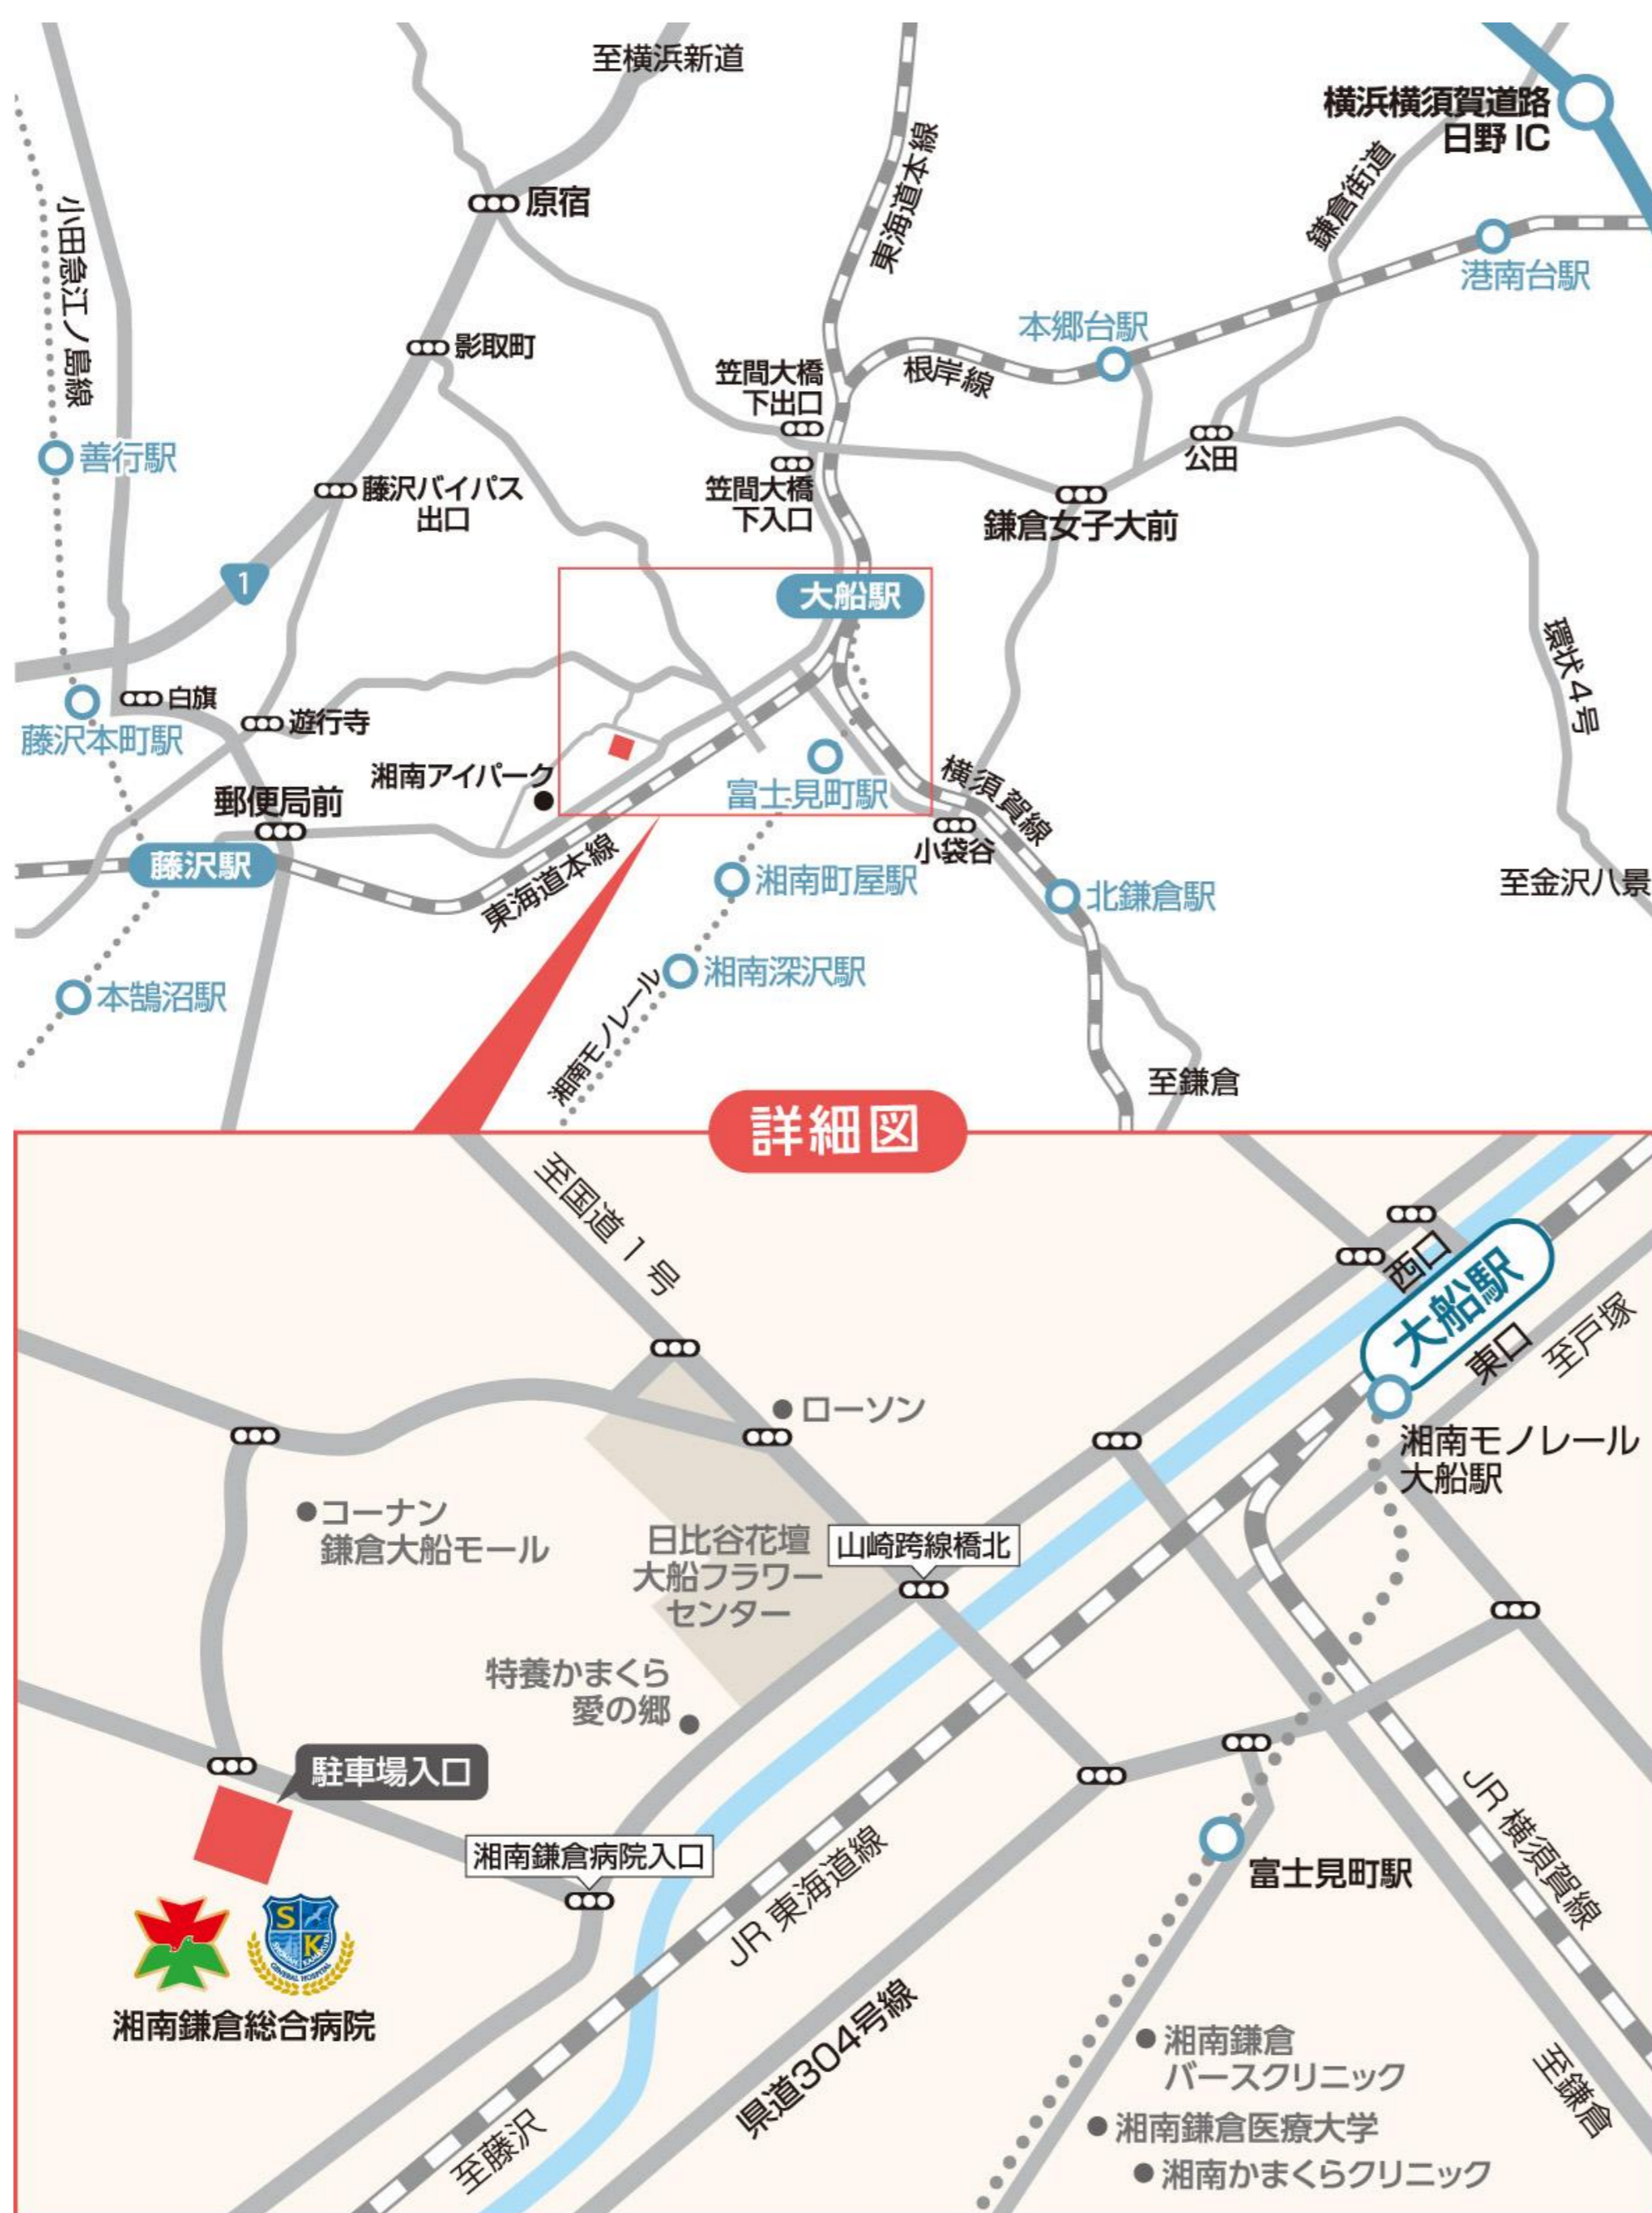 至横浜新道
横浜横須賀道路
日野IC
鎌倉街道
東海道本線
原宿
小田急江ノ島線
港南台駅
本郷台駅
影取町
笠間大橋
下出口
根岸線
善行駅
公田
藤沢バイパス
出口
笠間大橋
下入口
鎌倉女子大前
1
大船駅
環状4号
白旗
藤沢本町駅
遊行寺
湘南アイパーク
富士見町駅
横須賀線
郵便局前
小袋谷
藤沢駅
東海道本線
湘南町屋駅
北鎌倉駅
至金沢八景
湘南深沢駅
本鵠沼駅
湘南モノレール
至鎌倉
詳細図
至国道1号
西口
大船駅
東口
至戸塚
ローソン
湘南モノレール
大船駅
コーナン
鎌倉大船モール
日比谷花壇
大船フラワー
センター
山崎跨線橋北
特養かまくら
愛の郷
駐車場入口
湘南鎌倉病院入口
JR東海道線
富士見町駅
JR横須賀線
S
K
SHONAN KAMAKURA
GENERAL HOSPITAL
湘南鎌倉総合病院
県道304号線
湘南鎌倉
バースクリニック
至鎌倉
至藤沢
湘南鎌倉医療大学
湘南かまくらクリニック